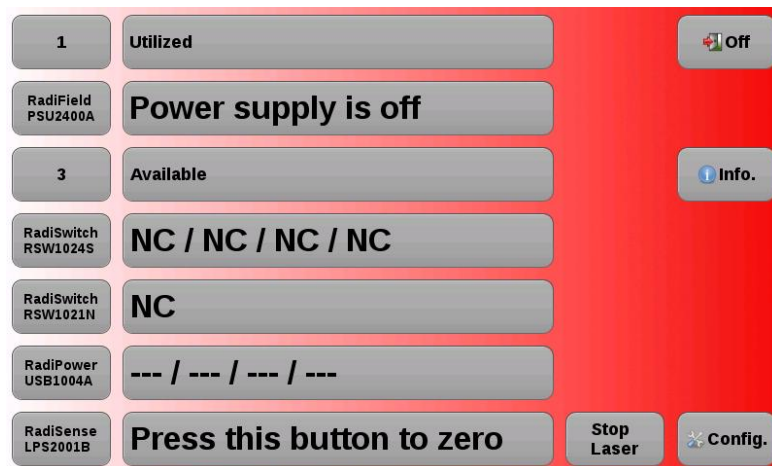 1
Utilized
Off
RadiField
PSU2400A
Power supply is off
3
Available
Info.
RadiSwitch
RSW1024S
NC / NC / NC / NC
RadiSwitch
RSW1021N
NC
RadiPower
USB1004A
--- / --- / --- / ---
RadiSense
LPS2001B
Press this button to zero
Stop
Laser
Config.